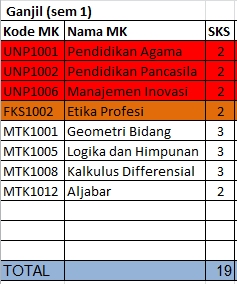 Ganjil (sem 1)
Kode MK Nama MK SKS
UNP1001 Pendidikan Agama 2
UNP1002 Pendidikan Pancasila 2
UNP1006 Manajemen Inovasi 2
FKS1002 Etika Profesi 2
MTK1001 Geometri Bidang 3
MTK1005 Logika dan Himpunan 3
MTK1008 Kalkulus Differensial 3
MTK1012 Aljabar 2
TOTAL 19